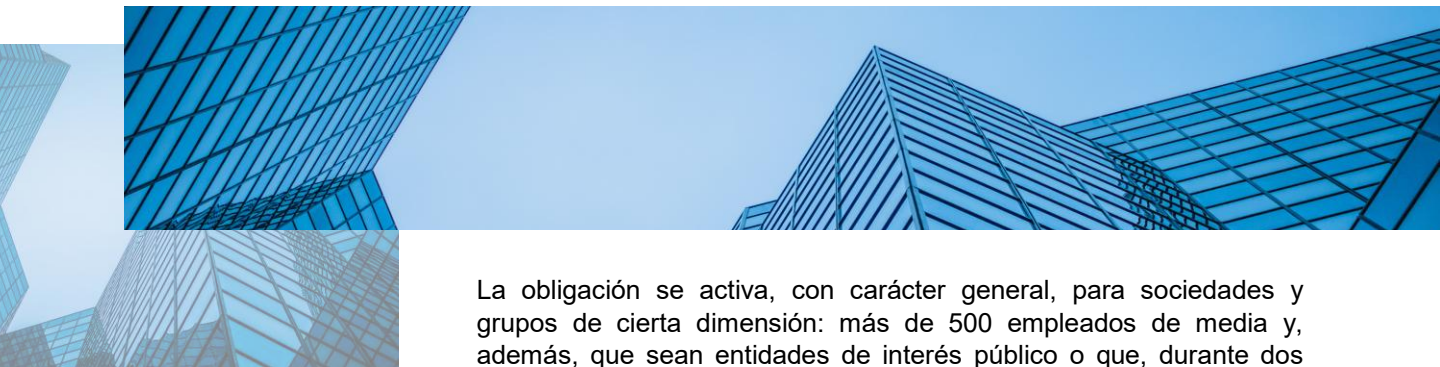 La obligación se activa, con carácter general, para sociedades y
grupos de cierta dimensión: más de 500 empleados de media y,
además, que sean entidades de interés público o que, durante dos